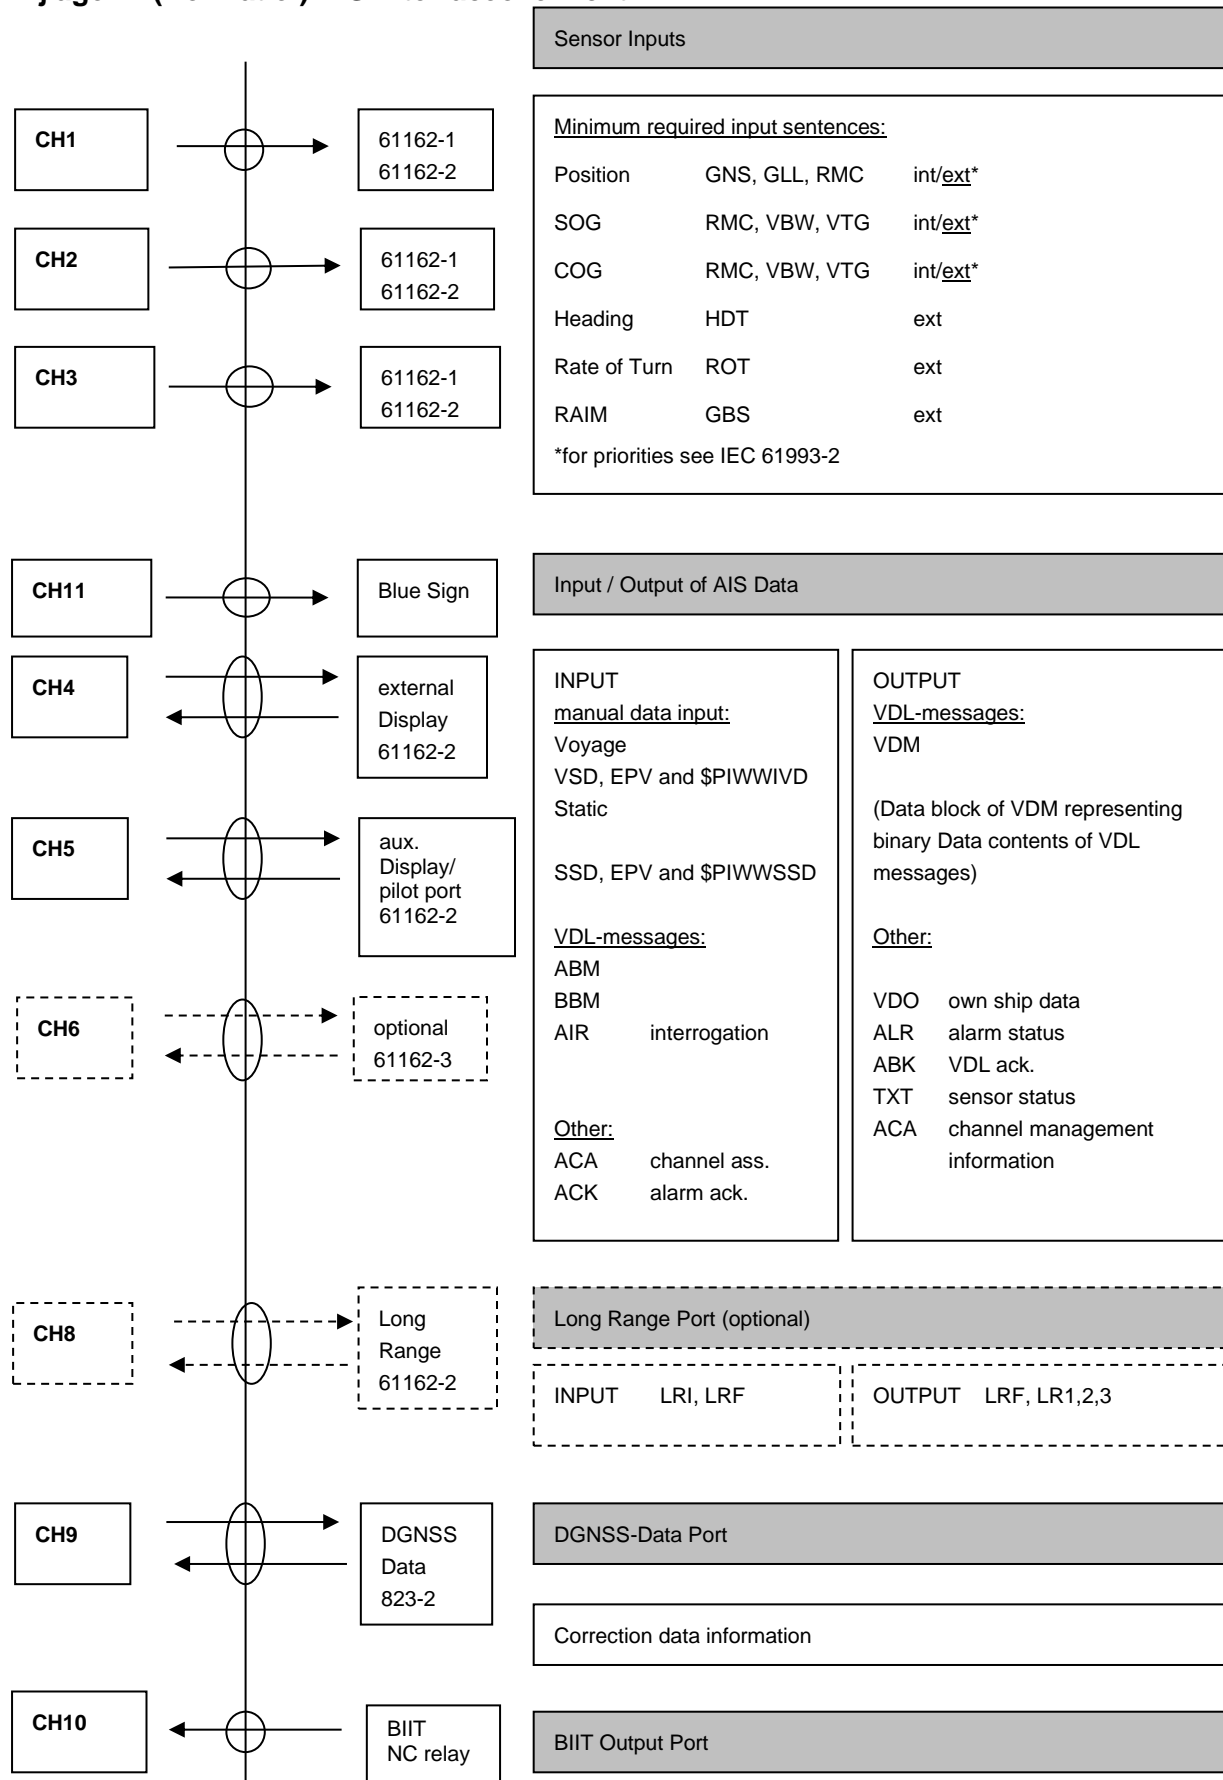 Sensor Inputs
CH1
61162-1
61162-2
Minimum required input sentences:
Position GNS, GLL, RMC int/ext*
SOG RMC, VBW, VTG int/ext*
COG RMC, VBW, VTG int/ext*
Heading HDT ext
Rate of Turn ROT ext
RAIM GBS ext
*for priorities see IEC 61993-2
CH2
61162-1
61162-2
CH3
61162-1
61162-2
CH11
Blue Sign
Input / Output of AIS Data
CH4
external
Display
61162-2
CH5
aux.
Display/
pilot port
61162-2
CH6
optional
61162-3
INPUT
manual data input:
Voyage
VSD, EPV and $PIWWIVD
Static
SSD, EPV and $PIWWSSD
VDL-messages:
ABM
BBM
AIR interrogation
Other:
ACA channel ass.
ACK alarm ack.
OUTPUT
VDL-messages:
VDM
(Data block of VDM representing
binary Data contents of VDL
messages)
Other:
VDO own ship data
ALR alarm status
ABK VDL ack.
TXT sensor status
ACA channel management
information
CH8
Long
Range
61162-2
Long Range Port (optional)
INPUT LRI, LRF
OUTPUT LRF, LR1,2,3
CH9
DGNSS
Data
823-2
DGNSS-Data Port
Correction data information
CH10
BIIT
NC relay
BIIT Output Port